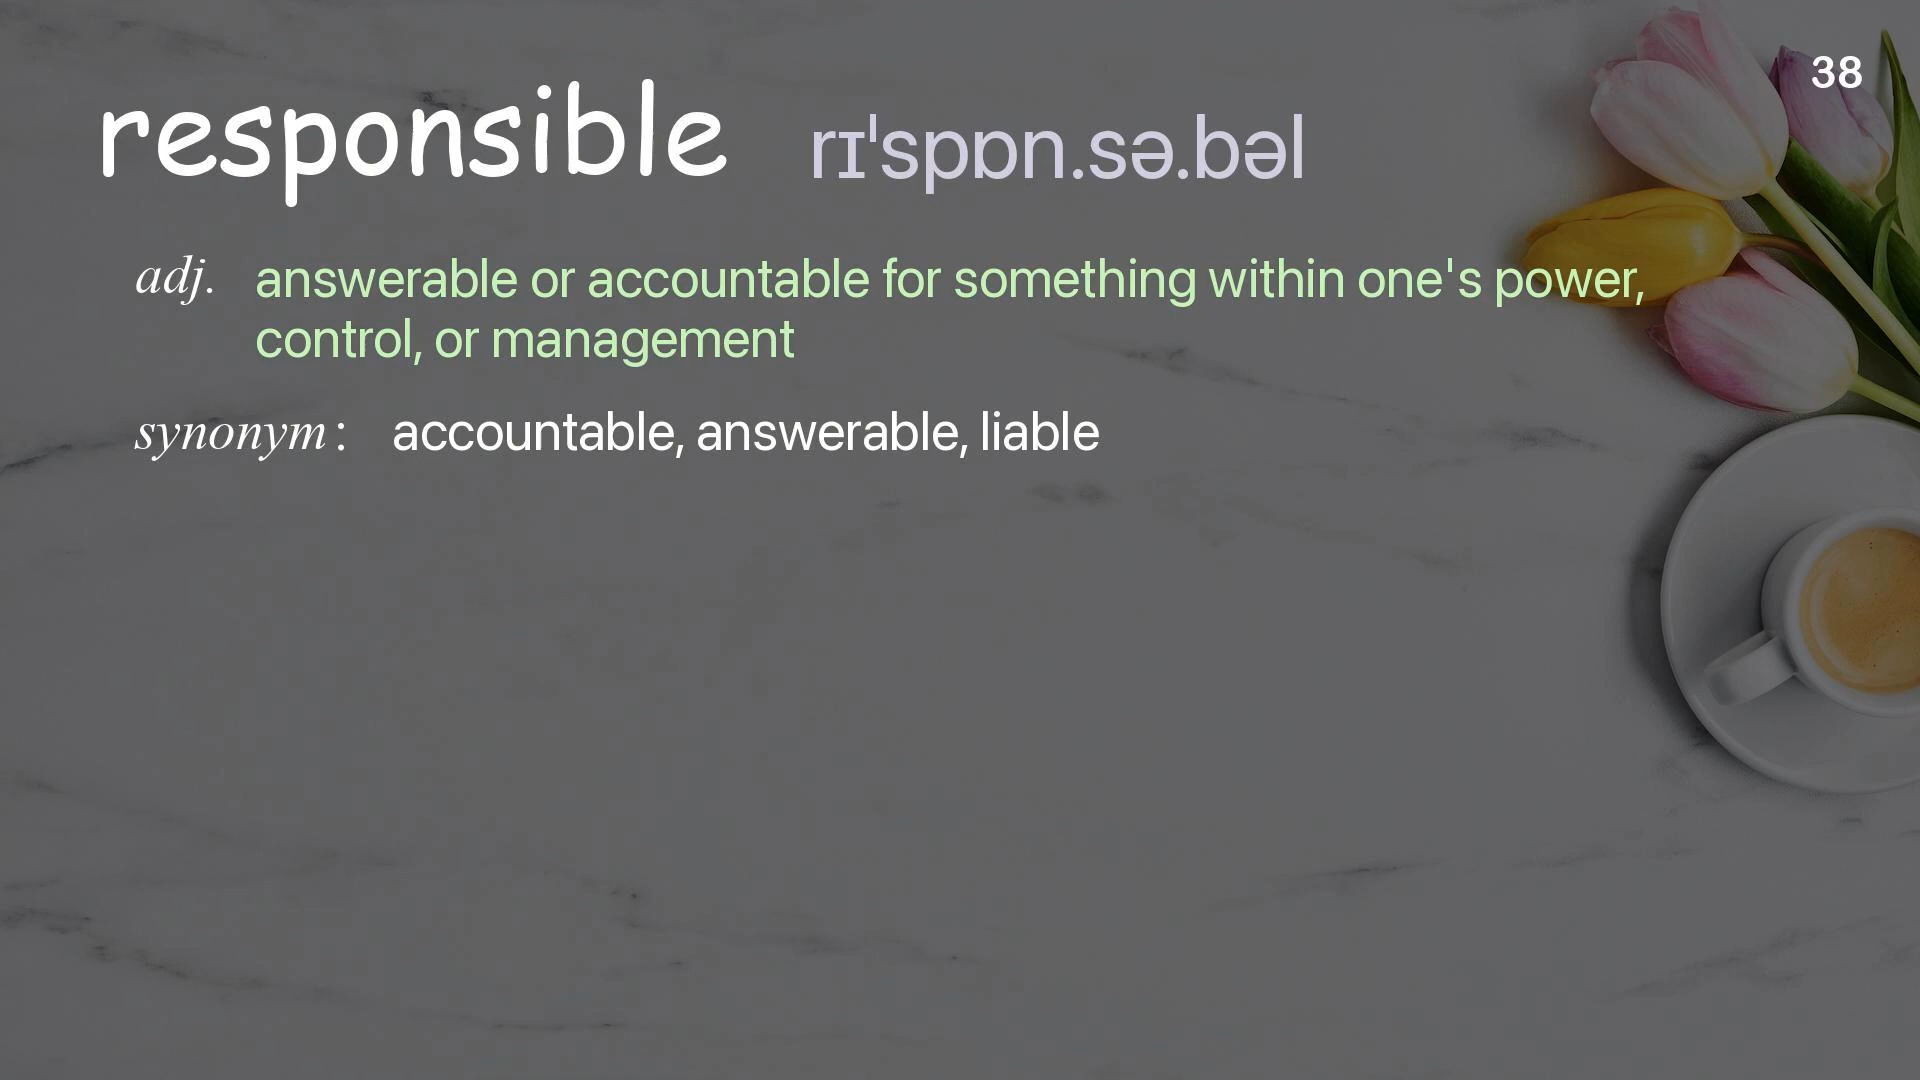 38
responsible rɪˈspɒn.sə.bəl
adj. answerable or accountable for something within one's power,
control, or management
synonym: accountable, answerable, liable